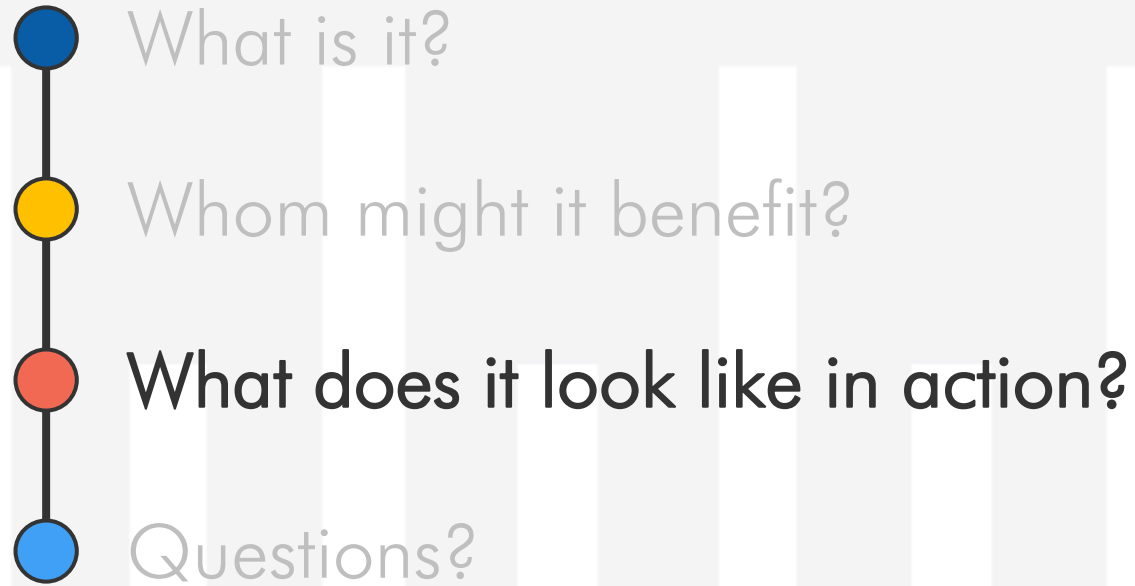 What is it?
Whom might it benefit?
What does it look like in action?
Questions?